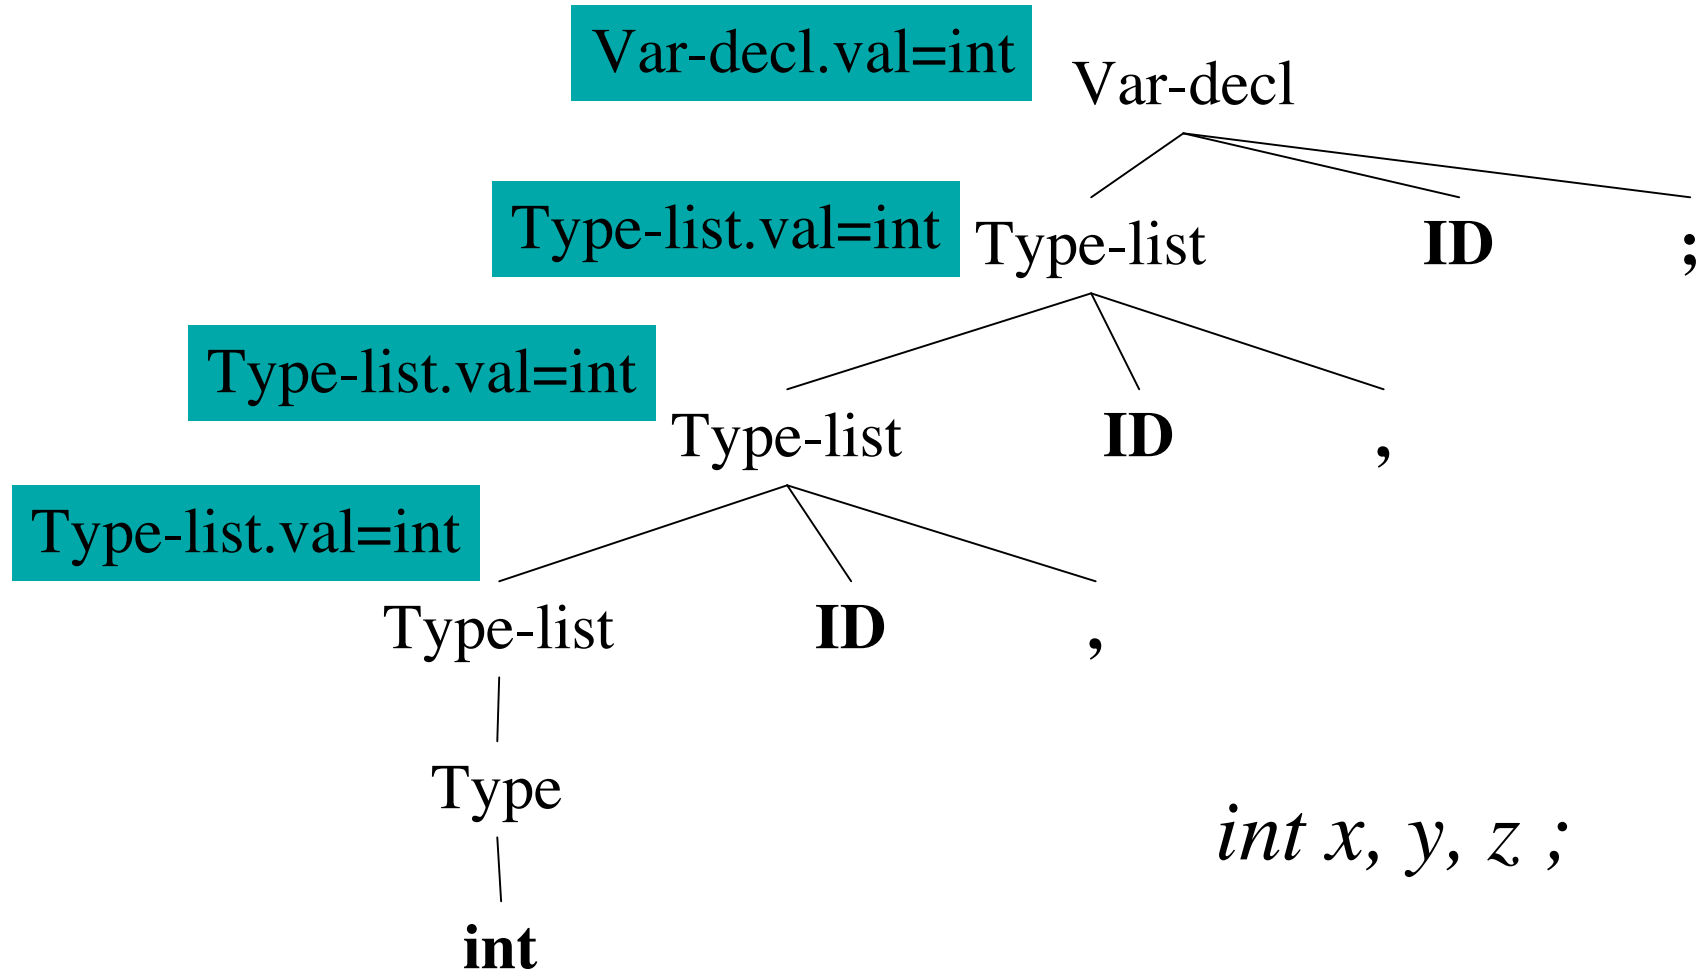 Var-decl.val=int
Var-decl
Type-list.val=int
Type-list ID ;
Type-list.val=int
Type-list ID ,
Type-list.val=int
Type-list ID ,
Type
int x, y, z ;
int